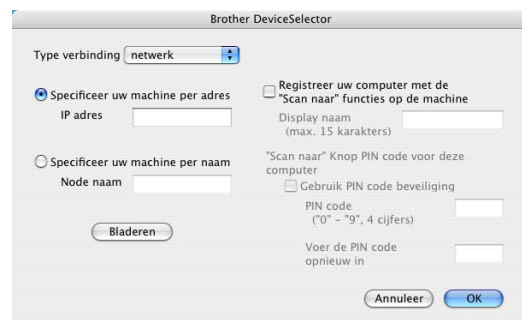 Brother DeviceSelector
Type verbinding netwerk
Specificeer uw machine per adres
IP adres
Specificeer uw machine per naam
Node naam
Bladeren
Registreer uw computer met de
"Scan naar" functies op de machine
Display naam
(max. 15 karakters)
"Scan naar" Knop PIN code voor deze
computer
Gebruik PIN code beveiliging
PIN code
("0" - "9", 4 cijfers)
Voer de PIN code
opnieuw in
Annuleer OK